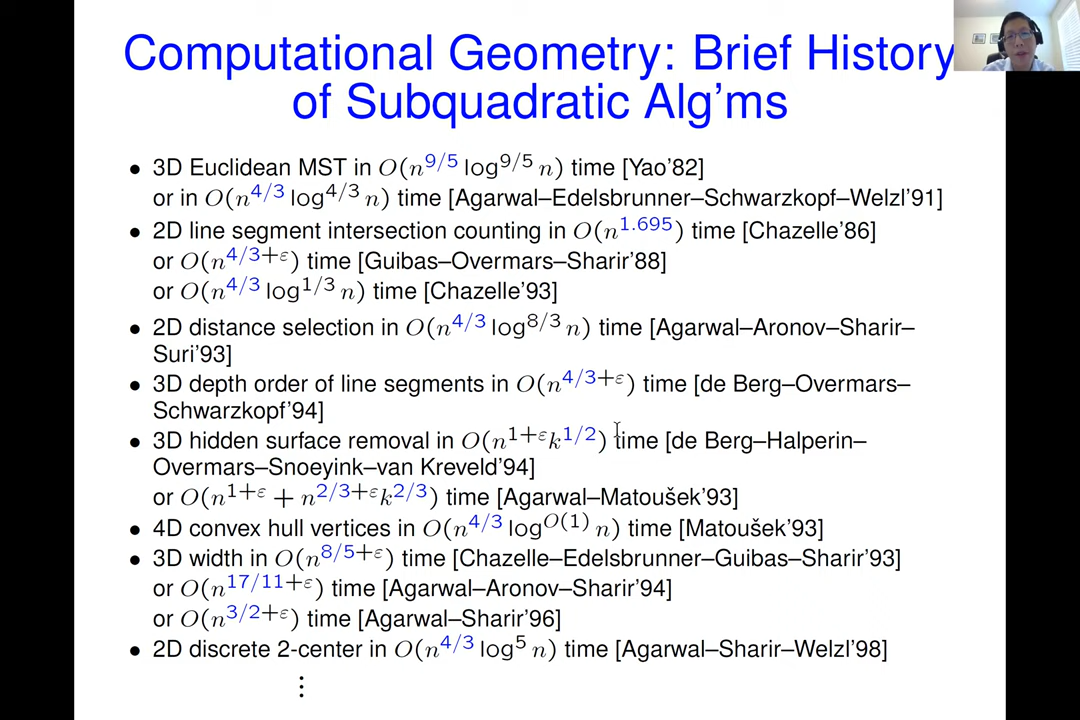 Computational Geometry: Brief History
of Subquadratic Alg'ms
• 3D Euclidean MST in O(n^{9/5} log^{9/5} n) time [Yao'82]
or in O(n^{4/3} log^{4/3} n) time [Agarwal–Edelsbrunner–Schwarzkopf–Welzl'91]
• 2D line segment intersection counting in O(n^{1.695}) time [Chazelle'86]
or O(n^{4/3+ε}) time [Guibas–Overmars–Sharir'88]
or O(n^{4/3} log^{1/3} n) time [Chazelle'93]
• 2D distance selection in O(n^{4/3} log^{8/3} n) time [Agarwal–Aronov–Sharir–
Suri'93]
• 3D depth order of line segments in O(n^{4/3+ε}) time [de Berg–Overmars–
Schwarzkopf'94]
• 3D hidden surface removal in O(n^{1+ε}k^{1/2}) time [de Berg–Halperin–
Overmars–Snoeyink–van Kreveld'94]
or O(n^{1+ε} + n^{2/3+ε}k^{2/3}) time [Agarwal–Matoušek'93]
• 4D convex hull vertices in O(n^{4/3} log^{O(1)} n) time [Matoušek'93]
• 3D width in O(n^{8/5+ε}) time [Chazelle–Edelsbrunner–Guibas–Sharir'93]
or O(n^{17/11+ε}) time [Agarwal–Aronov–Sharir'94]
or O(n^{3/2+ε}) time [Agarwal–Sharir'96]
• 2D discrete 2-center in O(n^{4/3} log^5 n) time [Agarwal–Sharir–Welzl'98]
⋮